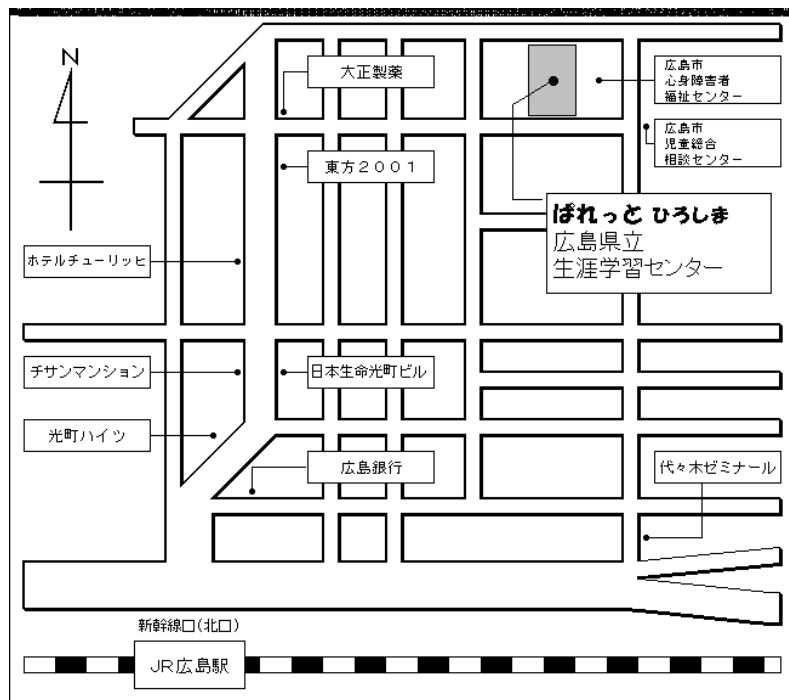 N
大正製薬
広島市
心身障害者
福祉センター
広島市
児童総合
相談センター
東方2001
ぱれっと ひろしま
広島県立
生涯学習センター
ホテルチューリッヒ
チサンマンション
日本生命光町ビル
光町ハイツ
広島銀行
代々木ゼミナール
新幹線口(北口)
JR広島駅